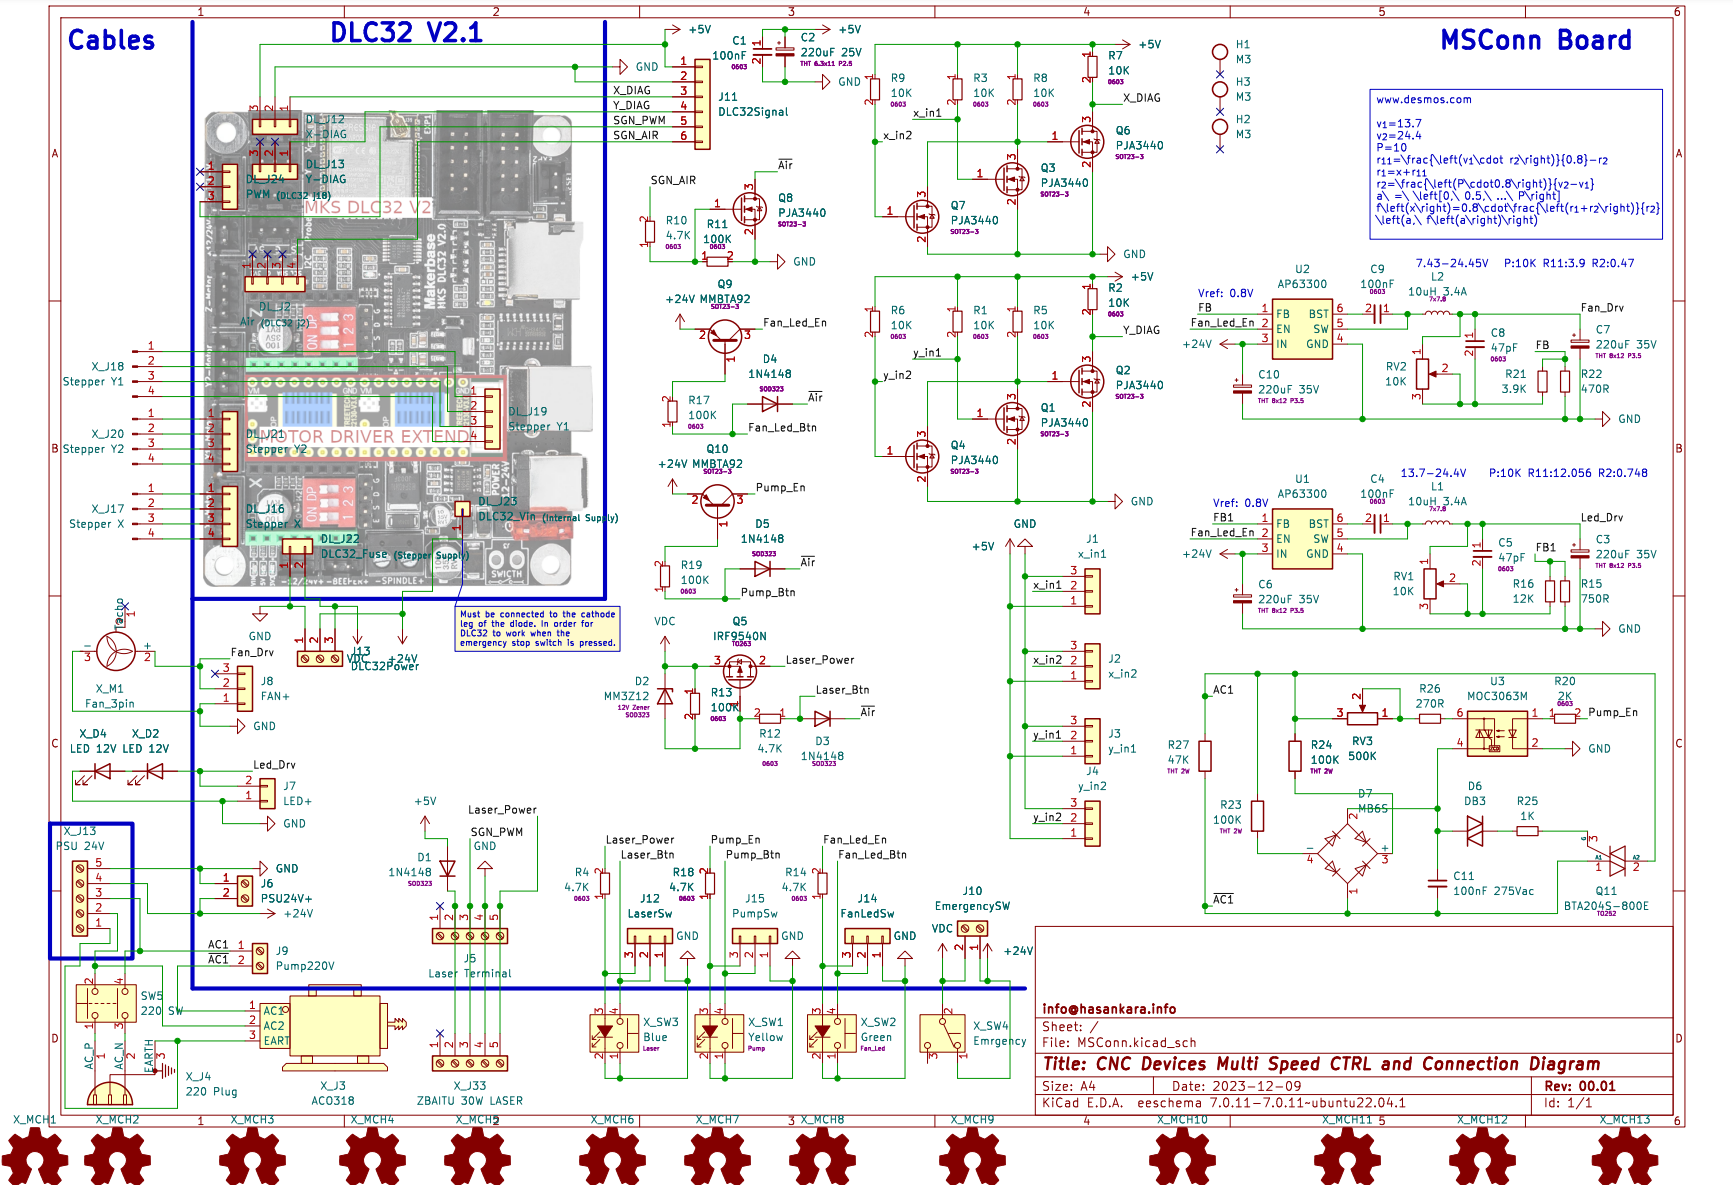 1 2 3 4 5 6
Cables
DLC32 V2.1
MSConn Board
+5V
GND
X_DIAG
Y_DIAG
SGN_PWM
SGN_AIR
1
2
3
4
5
6
J11
DLC32Signal
C1
100nF
0603
C2
220uF 25V
THT 6.3x11 P2.5
+5V
GND
DL_J12
X-DIAG
DL_J13
Y-DIAG
DL_J24
PWM (DLC32 J18)
EXP1
MKS DLC32 V2
Makerbase
MKS DLC32 V2.0
DL_J2
Air (DLC32 J2)
X_J18
Stepper Y1
X_J20
Stepper Y2
X_J17
Stepper X
DL_J21
Stepper Y2
DL_J19
Stepper Y1
MOTOR DRIVER EXTEND
DL_J16
Stepper X
DL_J23
DLC32_Vin (Internal Supply)
DL_J22
DLC32_Fuse (Stepper Supply)
POWER
12-24V
-SPINDLE+
SWICTH
Must be connected to the cathode
leg of the diode. In order for
DLC32 to work when the
emergency stop switch is pressed.
GND
VDC
+24V
J13
DLC32Power
SGN_AIR
R10
4.7K
0603
R11
100K
0603
Air
Q8
PJA3440
SOT23-3
GND
Q9
+24V MMBTA92
SOT23-3
Fan_Led_En
D4
1N4148
SOD323
Air
R17
100K
0603
Fan_Led_Btn
Q10
+24V MMBTA92
SOT23-3
Pump_En
D5
1N4148
SOD323
Air
R19
100K
0603
Pump_Btn
VDC
Q5
IRF9540N
TO263
Laser_Power
D2
MM3Z12
12V Zener
SOD323
R13
100K
0603
Laser_Btn
Air
R12
4.7K
0603
D3
1N4148
SOD323
R9
10K
0603
R3
10K
0603
R8
10K
0603
R7
10K
0603
+5V
X_DIAG
x_in1
x_in2
Q6
PJA3440
SOT23-3
Q3
PJA3440
SOT23-3
Q7
PJA3440
SOT23-3
GND
R6
10K
0603
R1
10K
0603
R5
10K
0603
R2
10K
0603
+5V
Y_DIAG
y_in1
y_in2
Q2
PJA3440
SOT23-3
Q1
PJA3440
SOT23-3
Q4
PJA3440
SOT23-3
GND
GND
+5V
J1
x_in1
x_in1
J2
x_in2
x_in2
J3
y_in1
y_in1
J4
y_in2
y_in2
H1
M3
H3
M3
H2
M3
www.desmos.com
v1=13.7
v2=24.4
P=10
r11=\frac{\left(v1\cdot r2\right)}{0.8}-r2
r1=x+r11
r2=\frac{\left(P\cdot0.8\right)}{v2-v1}
a\ =\ \left[0,\ 0.5,\ ...,\ P\right]
f\left(x\right)=0.8\cdot\frac{\left(r1+r2\right)}{r2}
\left(a,\ f\left(a\right)\right)
7.43-24.45V P:10K R11:3.9 R2:0.47
Vref: 0.8V
FB
Fan_Led_En
+24V
U2
AP63300
FB BST
EN SW
IN GND
C9
100nF
0603
L2
10uH 3.4A
7x7.8
Fan_Drv
C8
47pF
0603
C7
220uF 35V
THT 8x12 P3.5
RV2
10K
FB
R21
3.9K
R22
470R
C10
220uF 35V
THT 8x12 P3.5
GND
13.7-24.4V P:10K R11:12.056 R2:0.748
Vref: 0.8V
FB1
Fan_Led_En
+24V
U1
AP63300
FB BST
EN SW
IN GND
C4
100nF
0603
L1
10uH 3.4A
7x7.8
Led_Drv
C5
47pF
0603
C3
220uF 35V
THT 8x12 P3.5
RV1
10K
FB1
R16
12K
R15
750R
C6
220uF 35V
THT 8x12 P3.5
GND
AC1
R27
47K
THT 2W
R24
100K
THT 2W
RV3
500K
R26
270R
U3
MOC3063M
R20
2K
0603
Pump_En
GND
R23
100K
THT 2W
D7
MB6S
D6
DB3
R25
1K
C11
100nF 275Vac
Q11
BTA204S-800E
TO252
AC1
Tacho
X_M1
Fan_3pin
Fan_Drv
J8
FAN+
GND
X_D4
LED 12V
X_D2
LED 12V
Led_Drv
J7
LED+
GND
X_J13
PSU 24V
GND
J6
PSU24V+
+24V
AC1
AC1
J9
Pump220V
SW5
220 SW
AC_P
AC_N
EARTH
X_J4
220 Plug
AC1
AC2
EART
X_J3
ACO318
+5V
Laser_Power
SGN_PWM
GND
D1
1N4148
SOD323
J5
Laser Terminal
X_J33
ZBAITU 30W LASER
Laser_Power
Laser_Btn
R4
4.7K
0603
J12
LaserSw
GND
X_SW3
Blue
Laser
Pump_En
Pump_Btn
R18
4.7K
0603
J15
PumpSw
GND
X_SW1
Yellow
Pump
Fan_Led_En
Fan_Led_Btn
R14
4.7K
0603
J14
FanLedSw
GND
X_SW2
Green
Fan_Led
J10
EmergencySW
VDC
+24V
X_SW4
Emrgency
info@hasankara.info
Sheet: /
File: MSConn.kicad_sch
Title: CNC Devices Multi Speed CTRL and Connection Diagram
Size: A4 Date: 2023-12-09 Rev: 00.01
KiCad E.D.A. eeschema 7.0.11-7.0.11~ubuntu22.04.1 Id: 1/1
X_MCH1 X_MCH2 X_MCH3 X_MCH4 X_MCH5 X_MCH6 X_MCH7 X_MCH8 X_MCH9 X_MCH10 X_MCH11 X_MCH12 X_MCH13